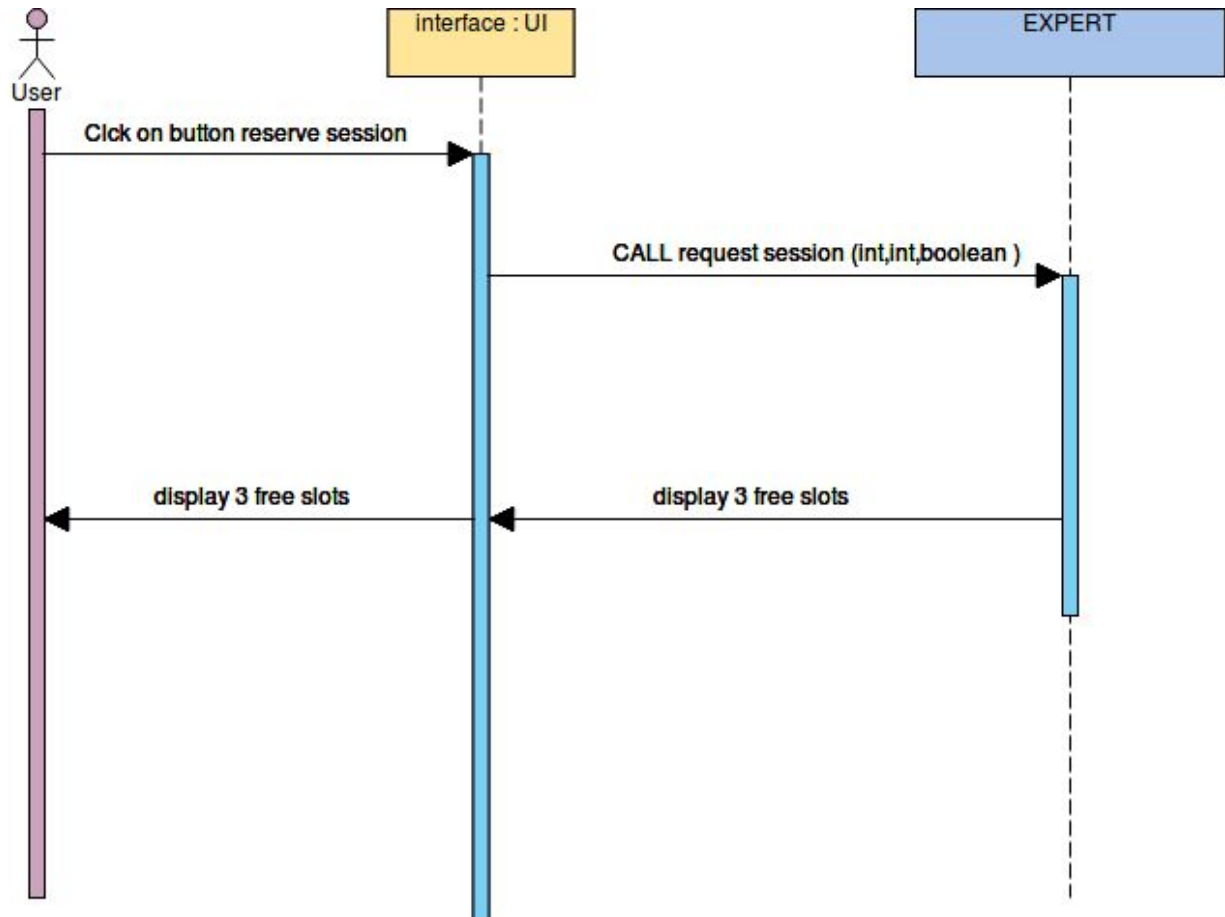 interface : UI
EXPERT
User
Clck on button reserve session
CALL request session (int,int,boolean )
display 3 free slots
display 3 free slots